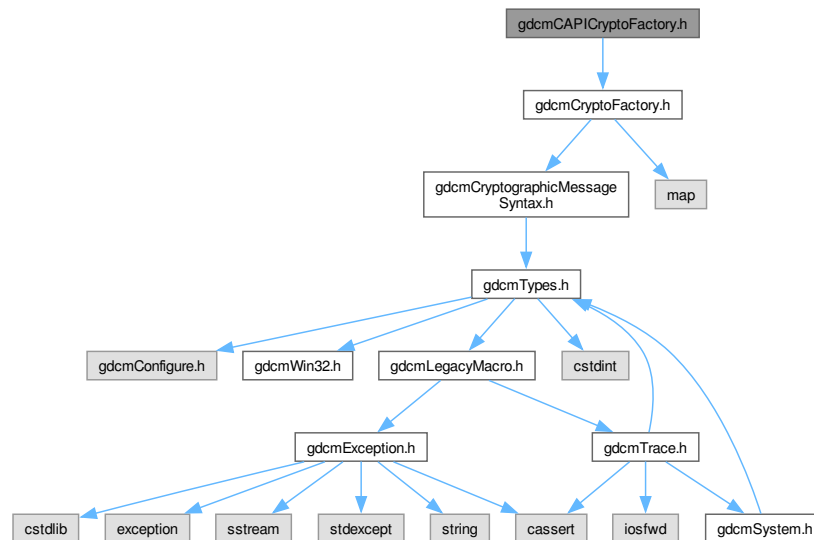 gdcmCAPICryptoFactory.h
gdcmCryptoFactory.h
gdcmCryptographicMessage
Syntax.h
map
gdcmTypes.h
gdcmConfigure.h
gdcmWin32.h
gdcmLegacyMacro.h
cstdint
gdcmException.h
gdcmTrace.h
cstdlib
exception
sstream
stdexcept
string
cassert
iosfwd
gdcmSystem.h